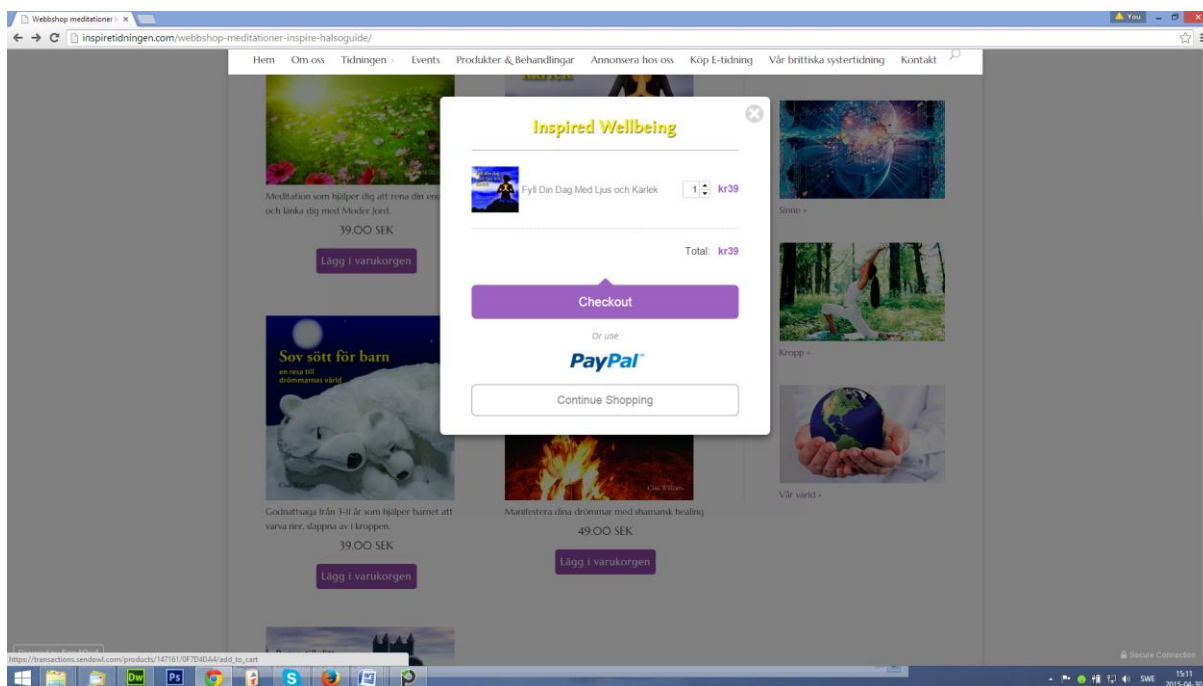 Webbshop meditationer i
You
inspiretidningen.com/webbshop-meditationer-inspire-halsoguide/
Hem Om oss Tidningen Events Produkter & Behandlingar Annonsera hos oss Köp E-tidning Vår brittiska systertidning Kontakt
Inspired Wellbeing
Fyll Din Dag Med Ljus och Kärlek 1 kr39
Total: kr39
Checkout
Or use
PayPal
Continue Shopping
Meditation som hjälper dig att rena din
och länka dig med Moder Jord.
39.00 SEK
Lägg i varukorgen
Sov sött för barn
en resa till
drömmarnas värld
Godnattsaga från 3-11 år som hjälper barnet att
varva ner, slappna av i kroppen.
39.00 SEK
Lägg i varukorgen
Manifestera dina drömmar med shamansk healing
49.00 SEK
Lägg i varukorgen
Sinne »
Kropp »
Vår värld »
https://transactions.sendowl.com/products/147161/0F7D4DA4/add_to_cart
Secure Connection
Dw
Ps
SWE
15:11
2015-04-30